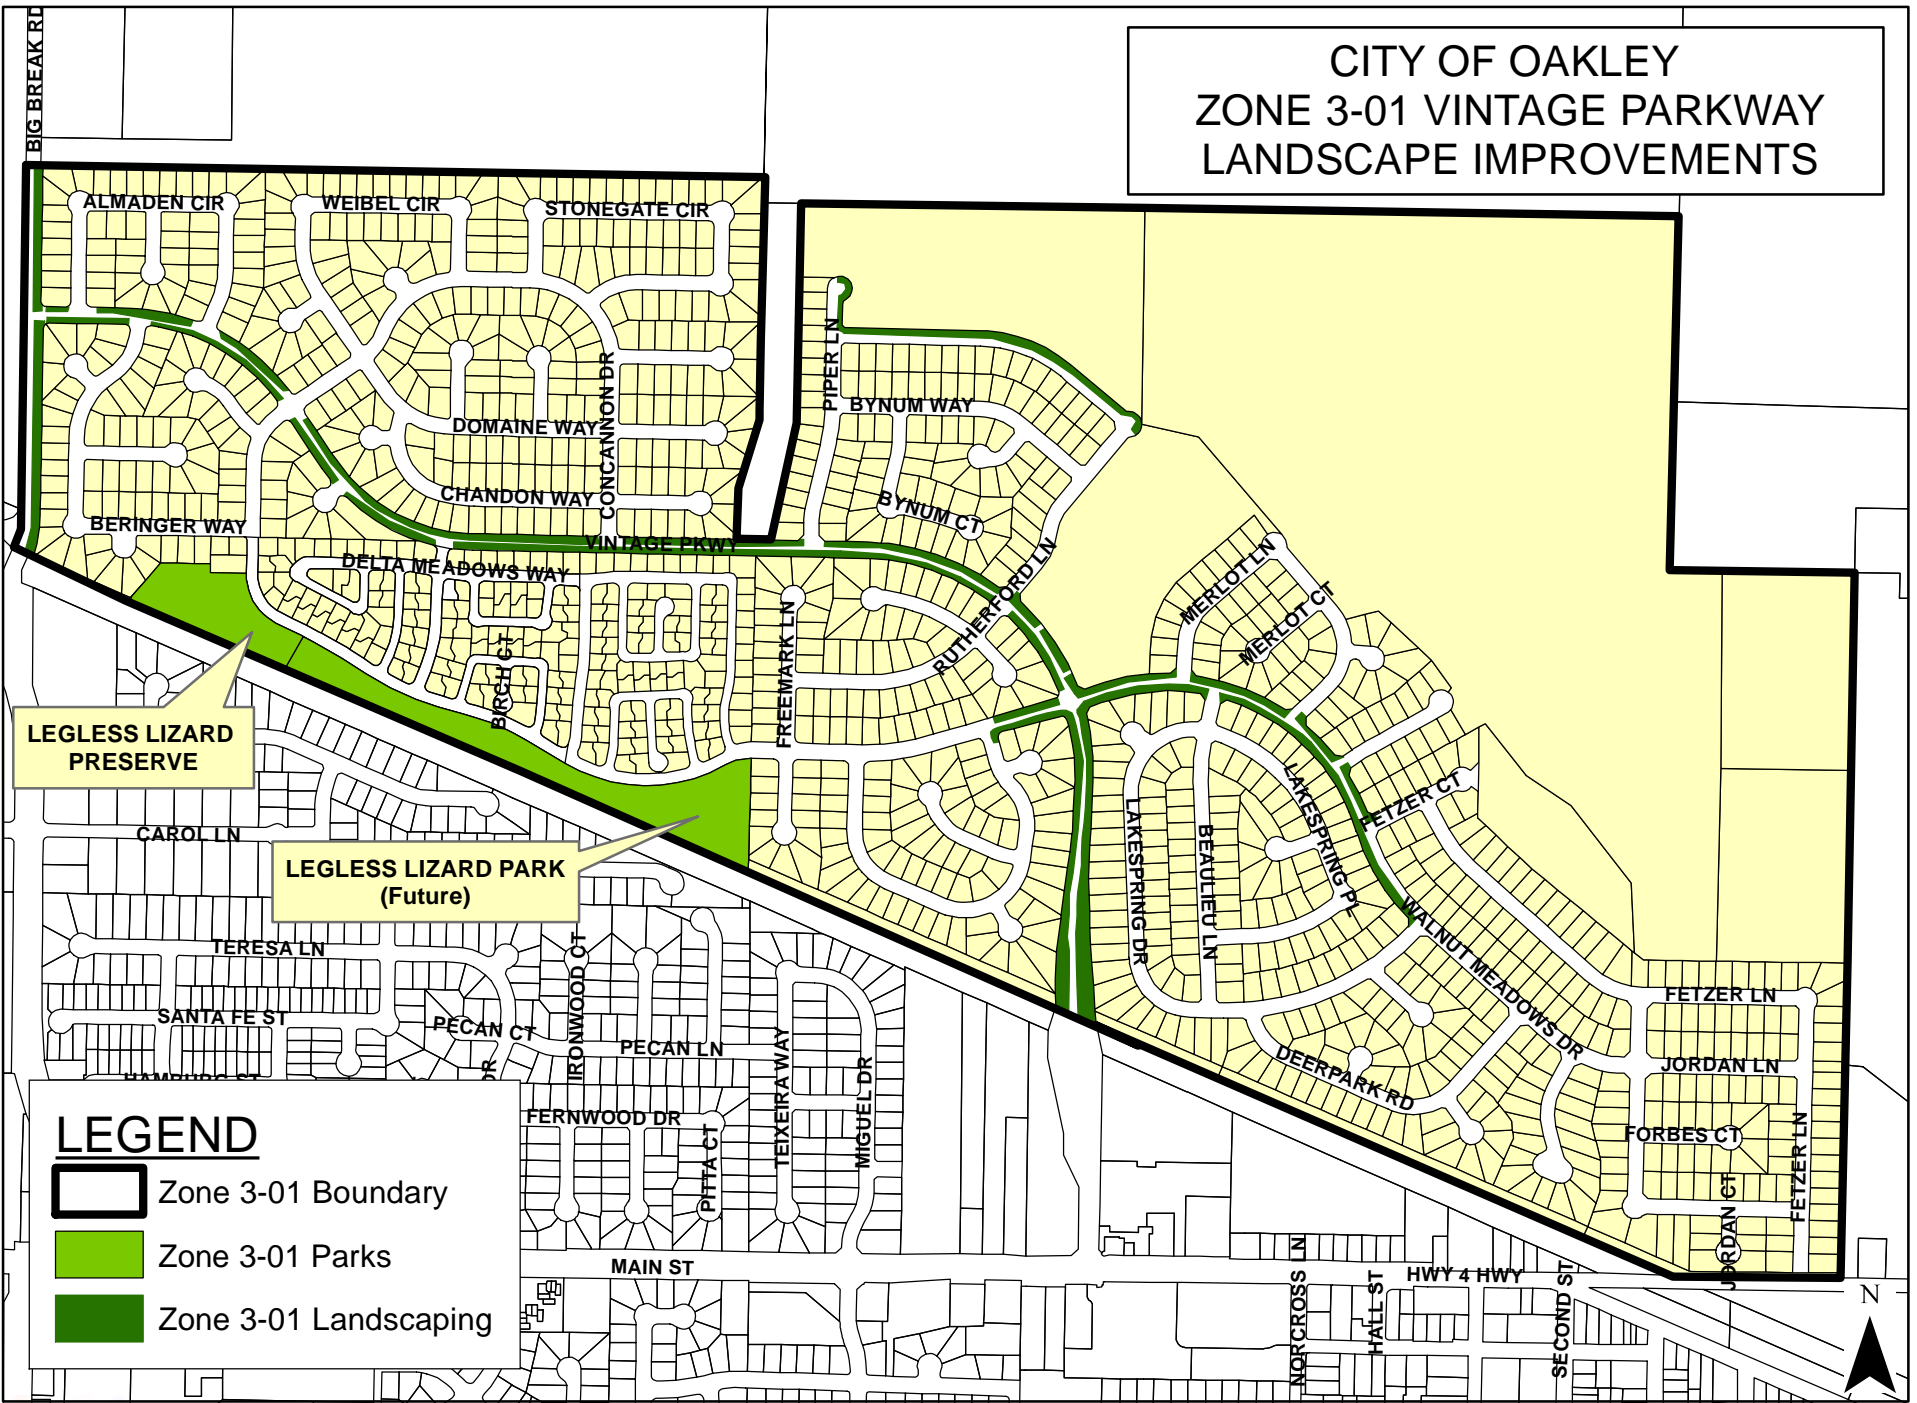 BIG BREAK RD
CITY OF OAKLEY
ZONE 3-01 VINTAGE PARKWAY
LANDSCAPE IMPROVEMENTS
ALMADEN CIR
WEIBEL CIR
STONEGATE CIR
PIPER LN
CONCANNON DR
BYNUM WAY
DOMAINE WAY
CHANDON WAY
BYNUM CT
BERINGER WAY
VINTAGE PKWY
DELTA MEADOWS WAY
RUTHERFORD LN
MERLOT LN
MERLOT CT
FREEMARK LN
BIRCH CT
LEGLESS LIZARD
PRESERVE
LAKESPRING PL
FETZER CT
CAROL LN
LAKESPRING DR
BEAULIEU LN
LEGLESS LIZARD PARK
(Future)
WALNUT MEADOWS DR
TERESA LN
IRONWOOD CT
FETZER LN
SANTA FE ST
PECAN CT
PECAN LN
TEIXEIRA WAY
MIGUEL DR
DEERPARK RD
JORDAN LN
HAMBURG ST
DR
FERNWOOD DR
PITTA CT
FORBES CT
FETZER LN
JORDAN CT
LEGEND
Zone 3-01 Boundary
Zone 3-01 Parks
Zone 3-01 Landscaping
MAIN ST
NORCROSS LN
HALL ST
HWY 4 HWY
SECOND ST
N